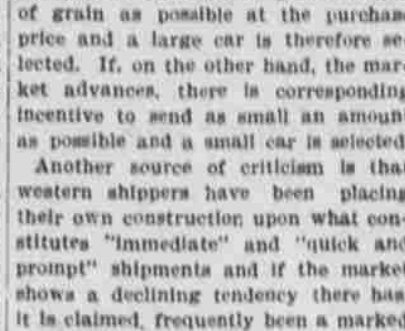 of grain as possible at the purchas
price and a large car is therefore se-
lected. If, on the other hand, the mar-
ket advances, there is corresponding
incentive to send as small an amoun
as possible and a small car is selected
Another source of criticism is tha
western shippers have been placing
their own construction upon what con-
stitutes "immediate" and "quick and
prompt" shipments and if the market
shows a declining tendency there has
it is claimed, frequently been a marked